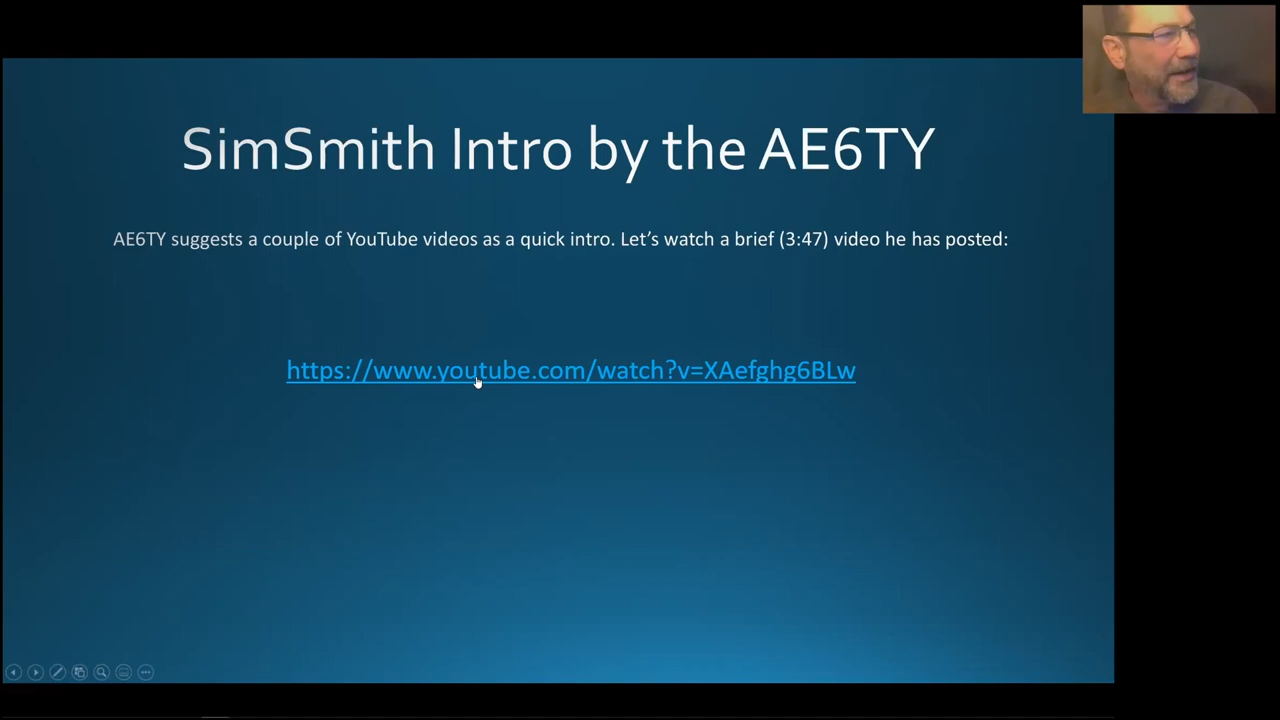 SimSmith Intro by the AE6TY
AE6TY suggests a couple of YouTube videos as a quick intro. Let’s watch a brief (3:47) video he has posted:
https://www.youtube.com/watch?v=XAefghg6BLw